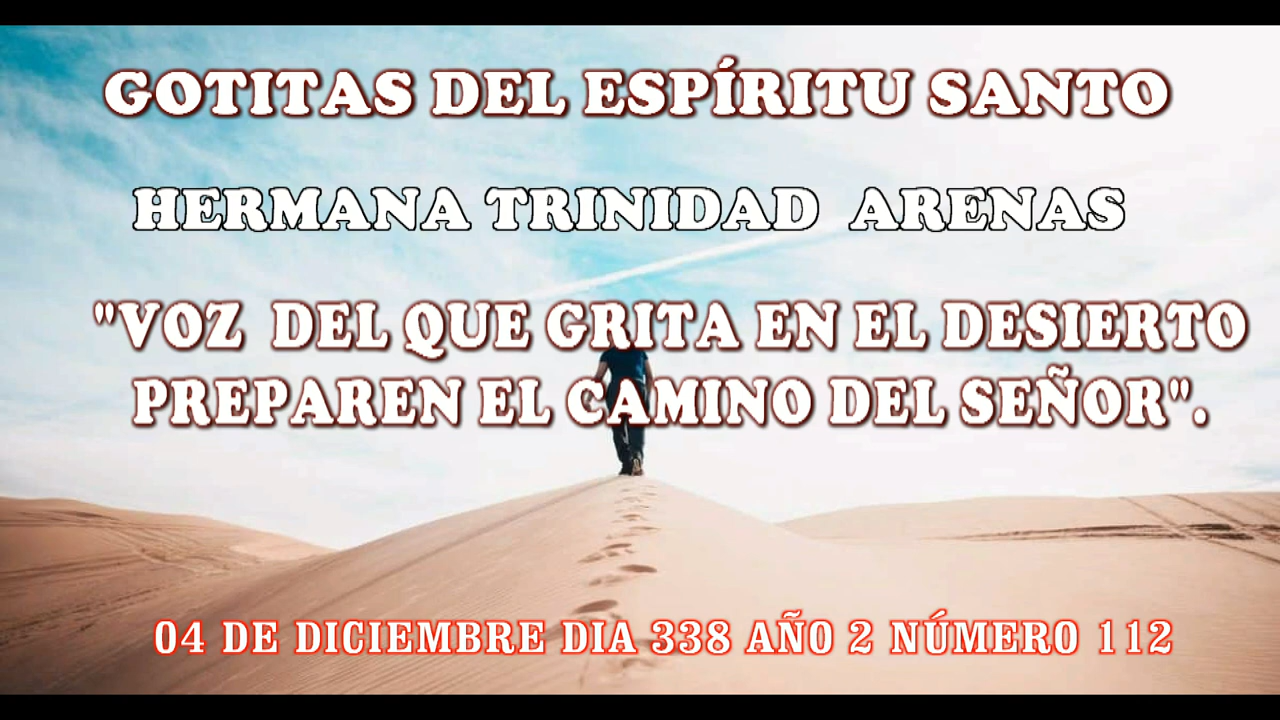 GOTITAS DEL ESPÍRITU SANTO
HERMANA TRINIDAD ARENAS
"VOZ DEL QUE GRITA EN EL DESIERTO
PREPAREN EL CAMINO DEL SEÑOR".
04 DE DICIEMBRE DIA 338 AÑO 2 NÚMERO 112